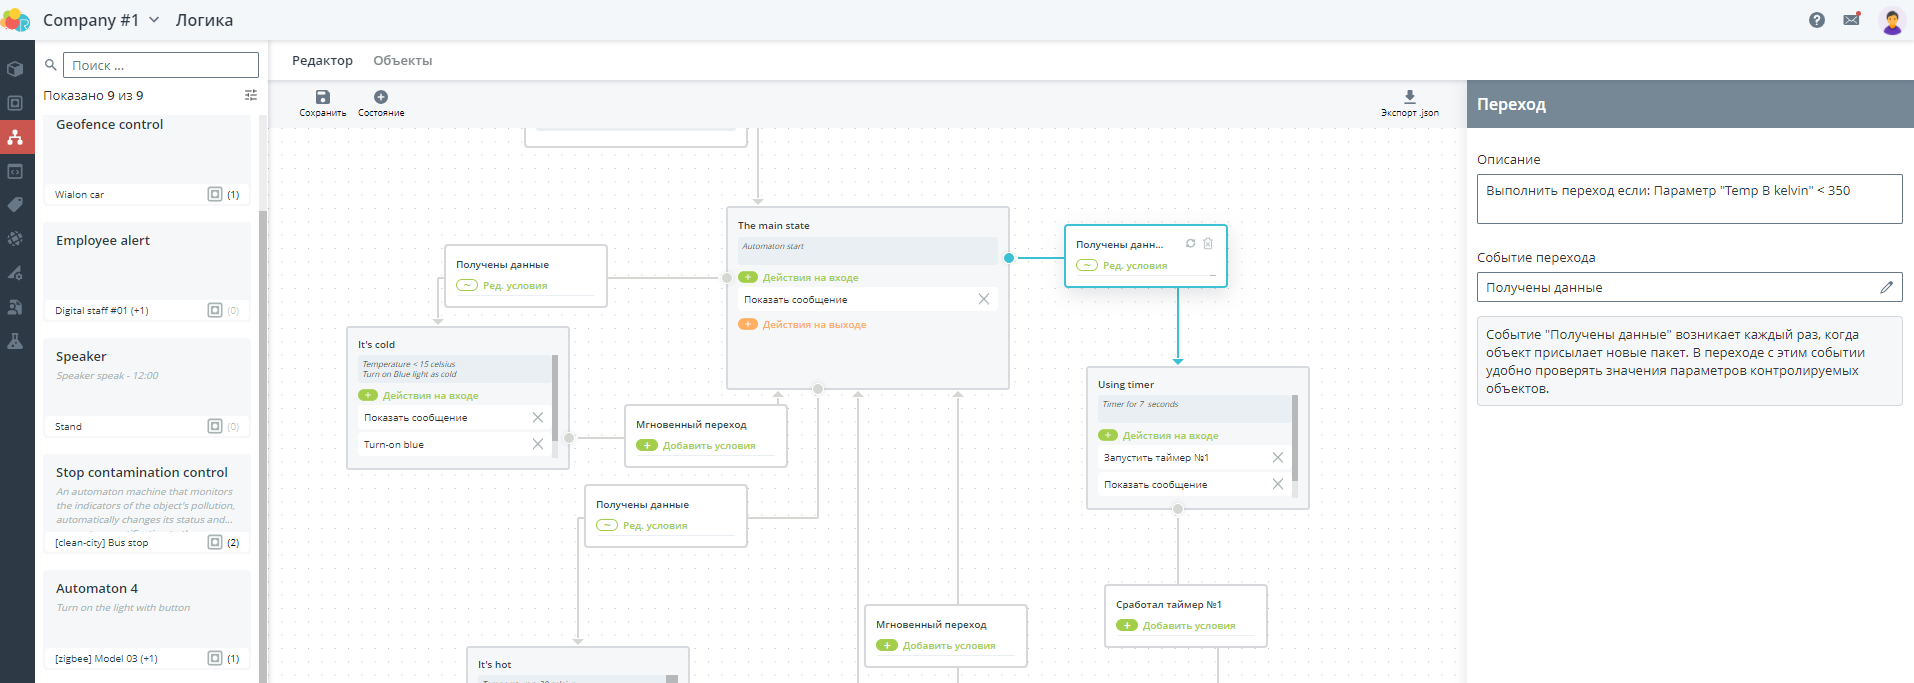 Company #1
Логика
Поиск ...
Показано 9 из 9
Geofence control
Wialon car
(1)
Employee alert
Digital staff #01 (+1)
(0)
Speaker
Speaker speak - 12:00
Stand
(0)
Stop contamination control
An automaton machine that monitors
the indicators of the object's pollution,
automatically changes its status and...
[clean-city] Bus stop
(2)
Automaton 4
Turn on the light with button
[zigbee] Model 03 (+1)
(1)
Редактор
Объекты
Сохранить
Состояние
Экспорт .json
The main state
Automaton start
Действия на входе
Показать сообщение
Действия на выходе
Получены данные
Ред. условия
It's cold
Temperature < 15 celsius
Turn on Blue light as cold
Действия на входе
Показать сообщение
Turn-on blue
Мгновенный переход
Добавить условия
Получены данные
Ред. условия
It's hot
Получены данн...
Ред. условия
Using timer
Timer for 7 seconds
Действия на входе
Запустить таймер №1
Показать сообщение
Сработал таймер №1
Добавить условия
Мгновенный переход
Добавить условия
Переход
Описание
Выполнить переход если: Параметр "Temp B kelvin" < 350
Событие перехода
Получены данные
Событие "Получены данные" возникает каждый раз, когда
объект присылает новые пакет. В переходе с этим событии
удобно проверять значения параметров контролируемых
объектов.